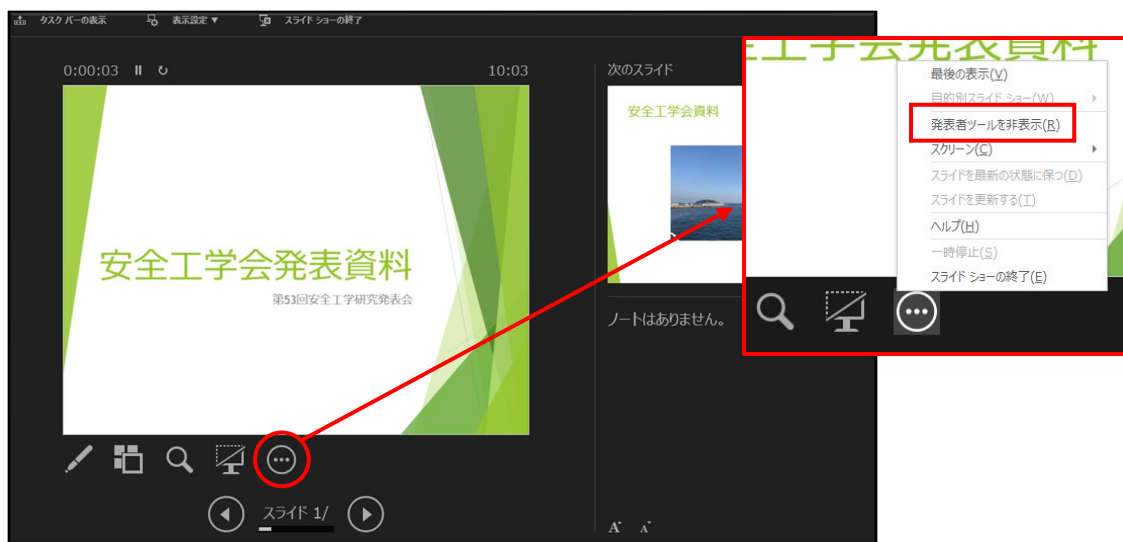 タスク バーの表示 表示設定 ▼ スライド ショーの終了
0:00:03 10:03
安全工学会発表資料
第53回安全工学研究発表会
スライド 1/
次のスライド
安全工学会資料
ノートはありません。
A A
全工学会発表資料
最後の表示(V)
目的別スライド ショー(W)
発表者ツールを非表示(R)
スクリーン(C)
スライドを最新の状態に保つ(D)
スライドを更新する(T)
ヘルプ(H)
一時停止(S)
スライド ショーの終了(E)